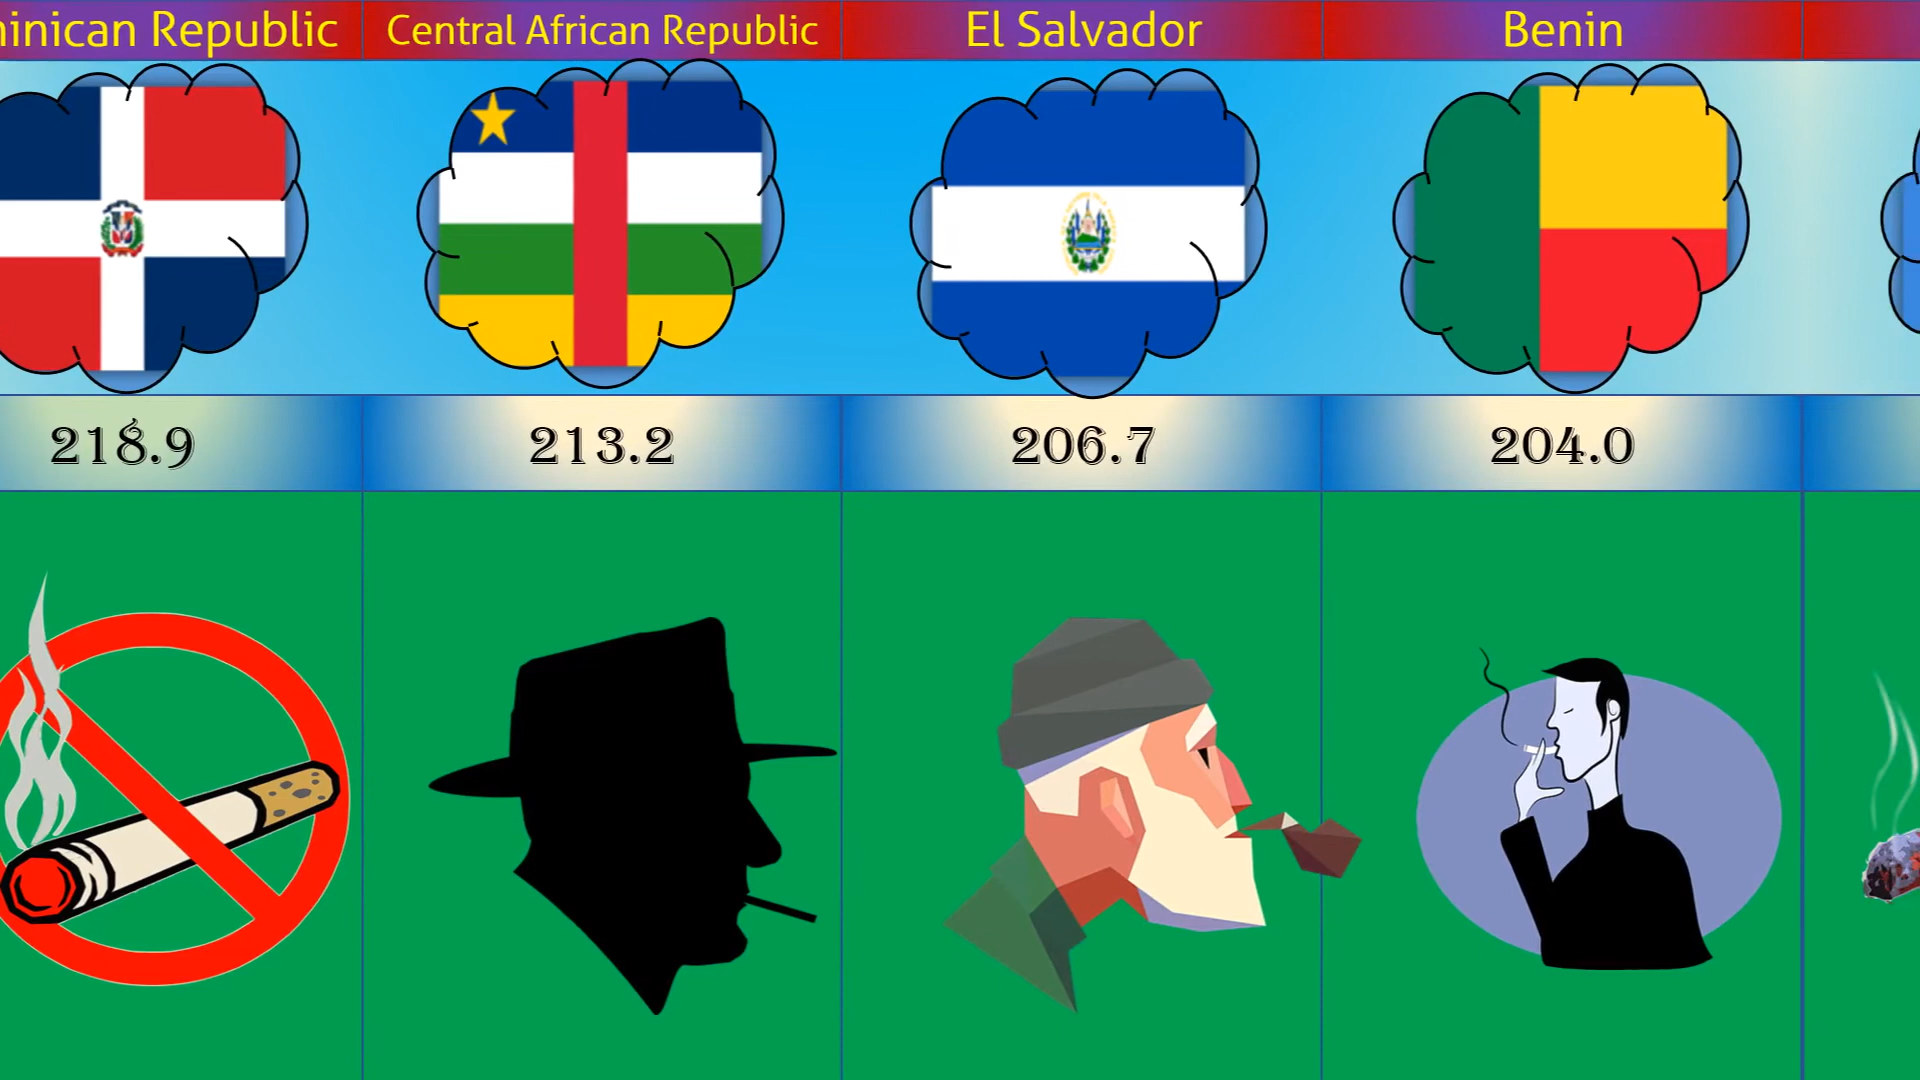 inican Republic
Central African Republic
El Salvador
Benin
218.9
213.2
206.7
204.0